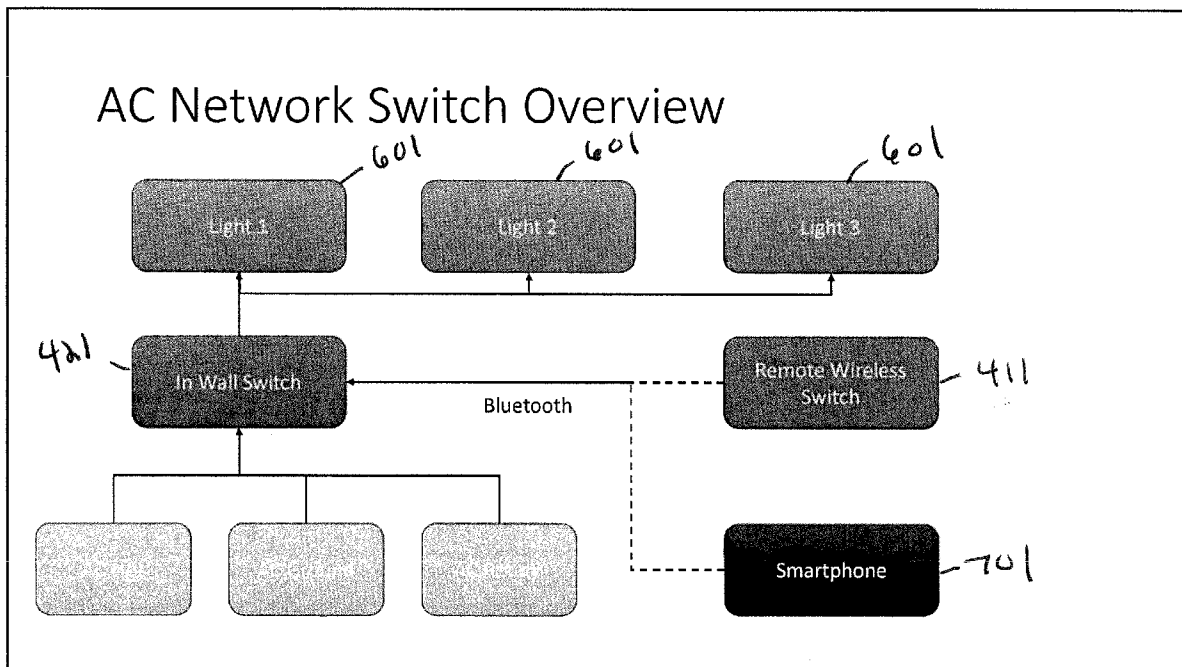 AC Network Switch Overview
601
601
601
Light 1
Light 2
Light 3
421
In Wall Switch
Bluetooth
Remote Wireless
Switch
411
Smartphone
701